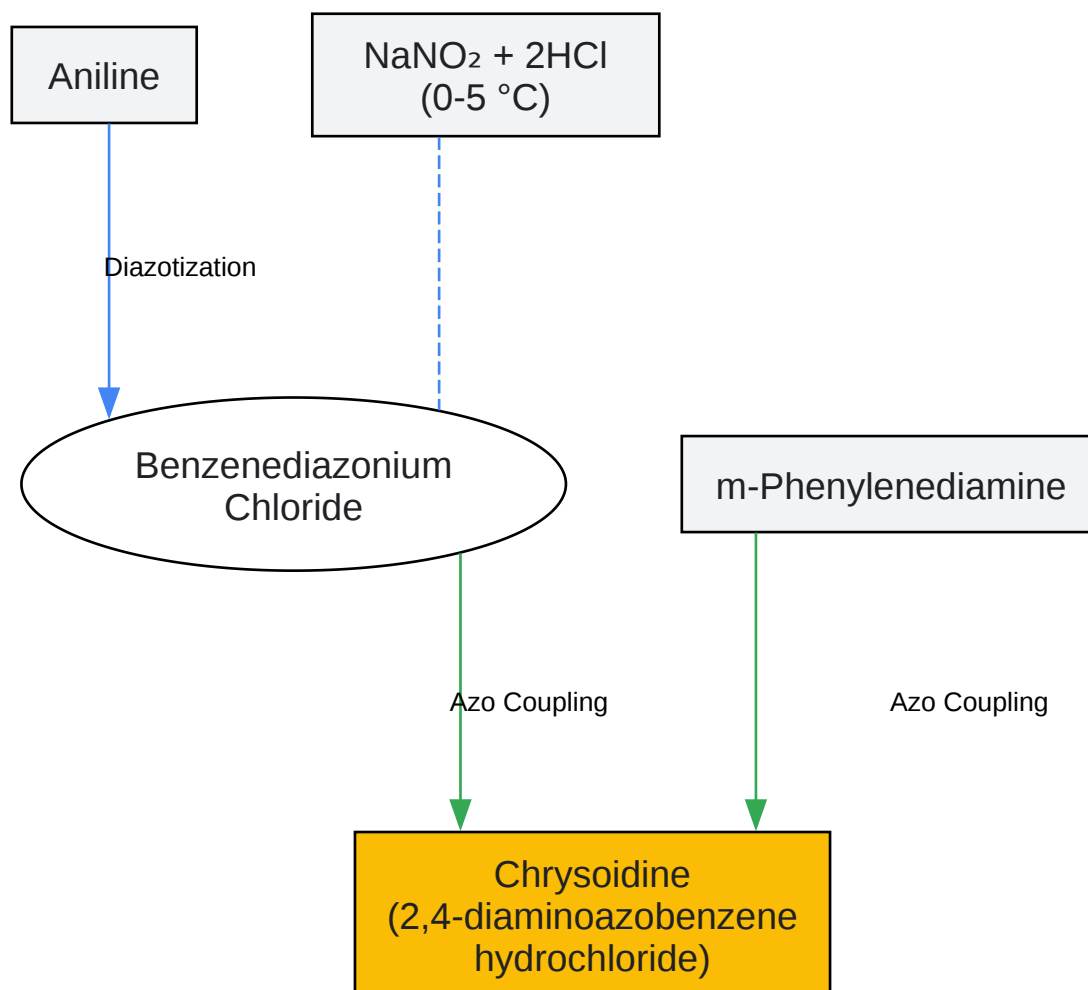 Aniline
NaNO₂ + 2HCl
(0-5 °C)
Diazotization
Benzenediazonium
Chloride
m-Phenylenediamine
Azo Coupling
Azo Coupling
Chrysoidine
(2,4-diaminoazobenzene
hydrochloride)